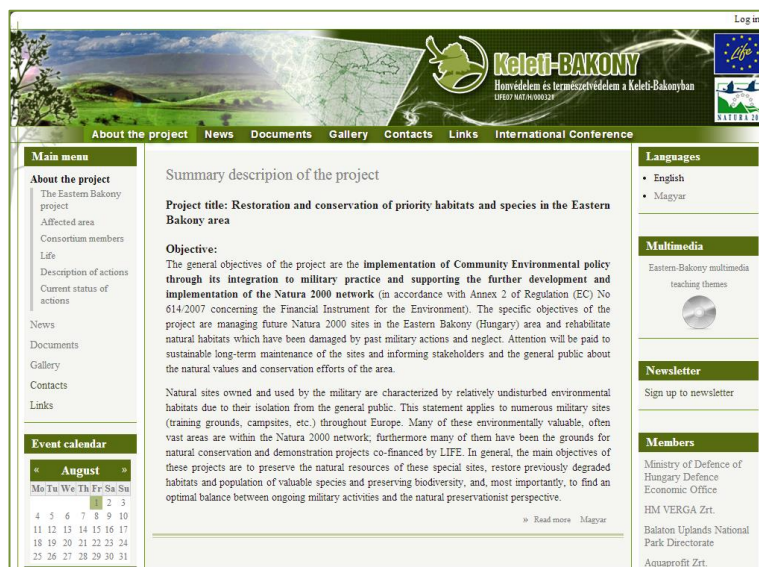 Log in
Keleti-BAKONY
Honvédelem és természetvédelem a Keleti-Bakonyban
LIFE07 NAT/H/000321
Life
NATURA 20
About the project News Documents Gallery Contacts Links International Conference
Main menu
About the project
The Eastern Bakony
project
Affected area
Consortium members
Life
Description of actions
Current status of
actions
News
Documents
Gallery
Contacts
Links
Event calendar
« August »
Mo Tu We Th Fr Sa Su
1 2 3
4 5 6 7 8 9 10
11 12 13 14 15 16 17
18 19 20 21 22 23 24
25 26 27 28 29 30 31
Summary descripion of the project
Project title: Restoration and conservation of priority habitats and species in the Eastern
Bakony area
Objective:
The general objectives of the project are the implementation of Community Environmental policy
through its integration to military practice and supporting the further development and
implementation of the Natura 2000 network (in accordance with Annex 2 of Regulation (EC) No
614/2007 concerning the Financial Instrument for the Environment). The specific objectives of the
project are managing future Natura 2000 sites in the Eastern Bakony (Hungary) area and rehabilitate
natural habitats which have been damaged by past military actions and neglect. Attention will be paid to
sustainable long-term maintenance of the sites and informing stakeholders and the general public about
the natural values and conservation efforts of the area.
Natural sites owned and used by the military are characterized by relatively undisturbed environmental
habitats due to their isolation from the general public. This statement applies to numerous military sites
(training grounds, campsites, etc.) throughout Europe. Many of these environmentally valuable, often
vast areas are within the Natura 2000 network; furthermore many of them have been the grounds for
natural conservation and demonstration projects co-financed by LIFE. In general, the main objectives of
these projects are to preserve the natural resources of these special sites, restore previously degraded
habitats and population of valuable species and preserving biodiversity, and, most importantly, to find an
optimal balance between ongoing military activities and the natural preservationist perspective.
» Read more Magyar
Languages
English
Magyar
Multimedia
Eastern-Bakony multimedia
teaching themes
Newsletter
Sign up to newsletter
Members
Ministry of Defence of
Hungary Defence
Economic Office
HM VERGA Zrt.
Balaton Uplands National
Park Directorate
Aquaprofit Zrt.